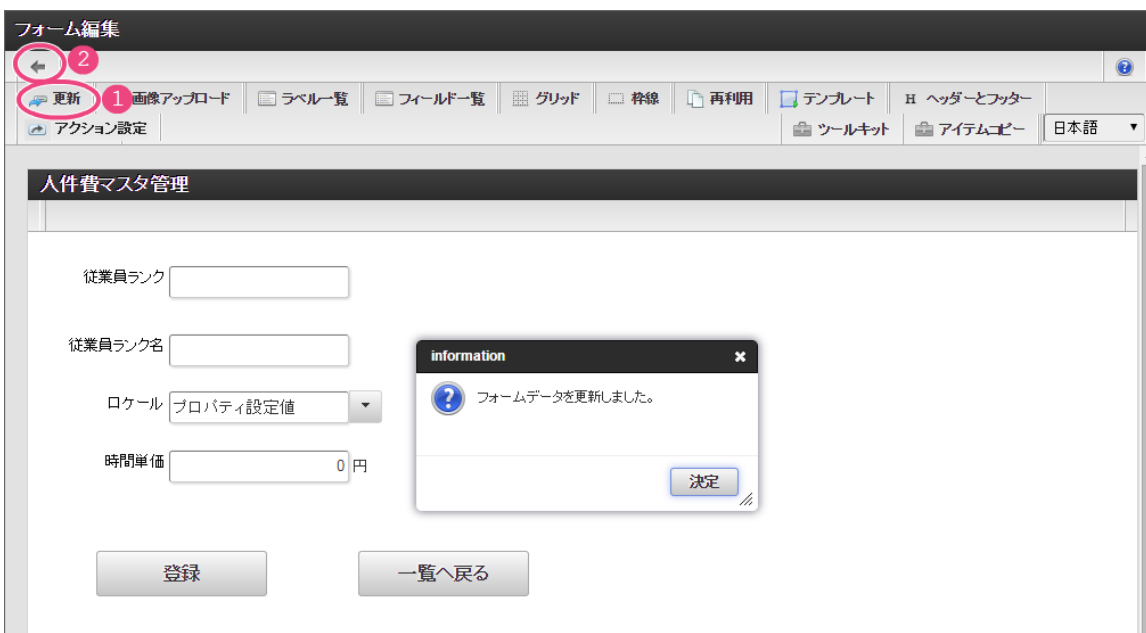 フォーム編集
2
更新 1 画像アップロード ラベル一覧 フィールド一覧 グリッド 枠線 再利用 テンプレート H ヘッダーとフッター
アクション設定 ツールキット アイテムコピー 日本語
人件費マスタ管理
従業員ランク
従業員ランク名
ロケール プロパティ設定値
時間単価 0 円
information
フォームデータを更新しました。
決定
登録 一覧へ戻る